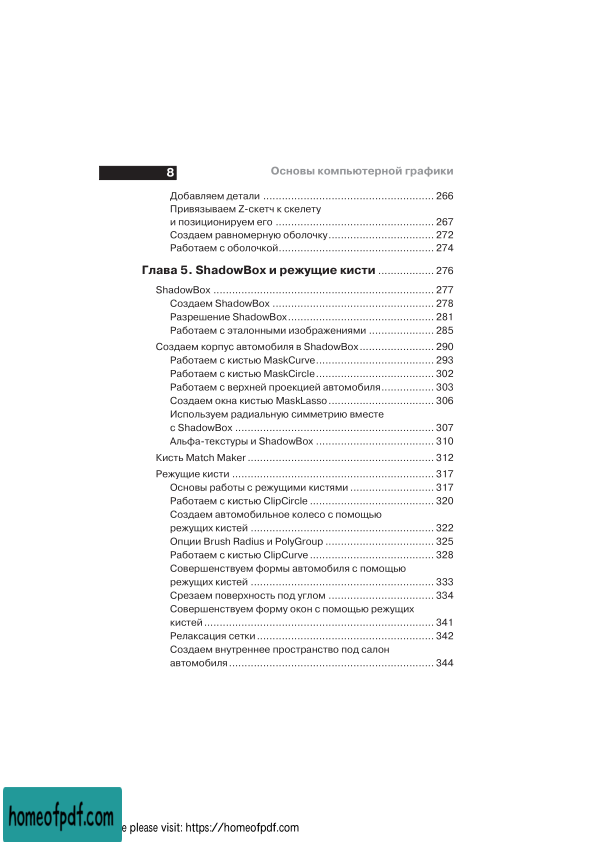 8 Основы компьютерной графики
Добавляем детали ........ 266
Привязываем Z-скетч к скелету
и позиционируем его ........ 267
Создаем равномерную оболочку ........ 272
Работаем с оболочкой ........ 274
Глава 5. ShadowBox и режущие кисти ........ 276
ShadowBox ........ 277
Создаем ShadowBox ........ 278
Разрешение ShadowBox ........ 281
Работаем с эталонными изображениями ........ 285
Создаем корпус автомобиля в ShadowBox ........ 290
Работаем с кистью MaskCurve ........ 293
Работаем с кистью MaskCircle ........ 302
Работаем с верхней проекцией автомобиля ........ 303
Создаем окна кистью MaskLasso ........ 306
Используем радиальную симметрию вместе
с ShadowBox ........ 307
Альфа-текстуры и ShadowBox ........ 310
Кисть Match Maker ........ 312
Режущие кисти ........ 317
Основы работы с режущими кистями ........ 317
Работаем с кистью ClipCircle ........ 320
Создаем автомобильное колесо с помощью
режущих кистей ........ 322
Опции Brush Radius и PolyGroup ........ 325
Работаем с кистью ClipCurve ........ 328
Совершенствуем формы автомобиля с помощью
режущих кистей ........ 333
Срезаем поверхность под углом ........ 334
Совершенствуем форму окон с помощью режущих
кистей ........ 341
Релаксация сетки ........ 342
Создаем внутреннее пространство под салон
автомобиля ........ 344
homeofpdf.com
please visit: https://homeofpdf.com